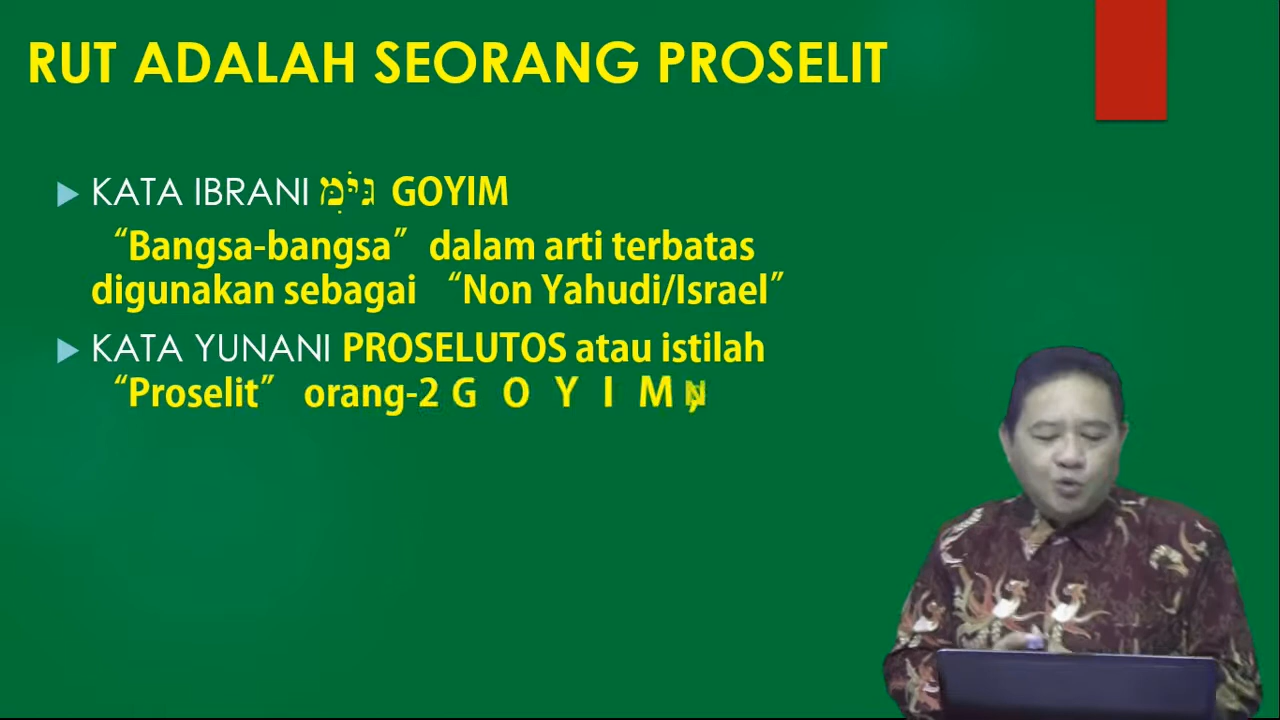 RUT ADALAH SEORANG PROSELIT
KATA IBRANI גּיֹּמִ GOYIM
“Bangsa-bangsa” dalam arti terbatas
digunakan sebagai “Non Yahudi/Israel”
KATA YUNANI PROSELUTOS atau istilah
“Proselit” orang-2 G O Y I M